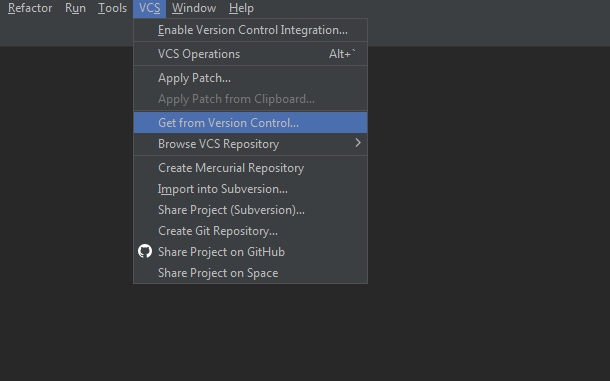 Refactor Run Tools VCS Window Help
Enable Version Control Integration...
VCS Operations Alt+`
Apply Patch...
Apply Patch from Clipboard...
Get from Version Control...
Browse VCS Repository
Create Mercurial Repository
Import into Subversion...
Share Project (Subversion)...
Create Git Repository...
Share Project on GitHub
Share Project on Space